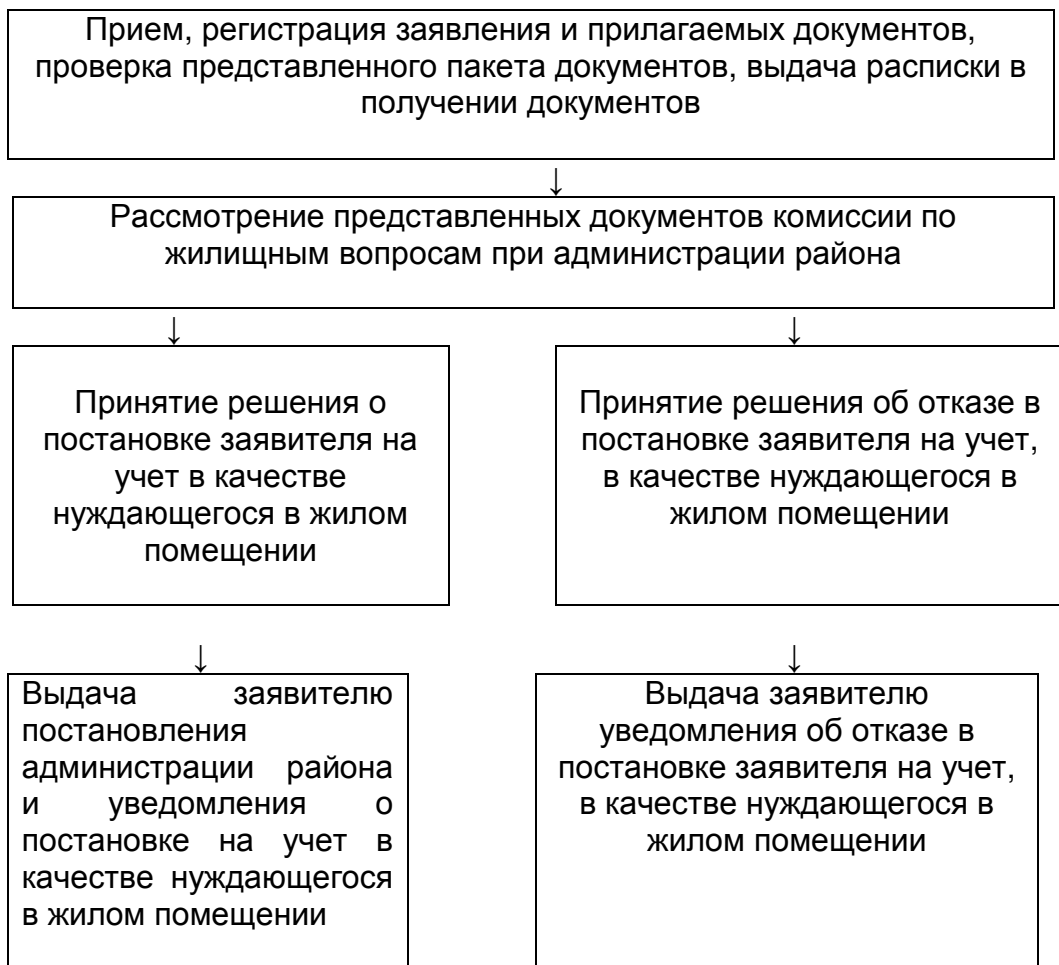 Прием, регистрация заявления и прилагаемых документов,
проверка представленного пакета документов, выдача расписки в
получении документов
↓
Рассмотрение представленных документов комиссии по
жилищным вопросам при администрации района
↓ ↓
Принятие решения о
постановке заявителя на
учет в качестве
нуждающегося в жилом
помещении
Принятие решения об отказе в
постановке заявителя на учет,
в качестве нуждающегося в
жилом помещении
↓ ↓
Выдача заявителю
постановления
администрации района
и уведомления о
постановке на учет в
качестве нуждающегося
в жилом помещении
Выдача заявителю
уведомления об отказе в
постановке заявителя на учет,
в качестве нуждающегося в
жилом помещении